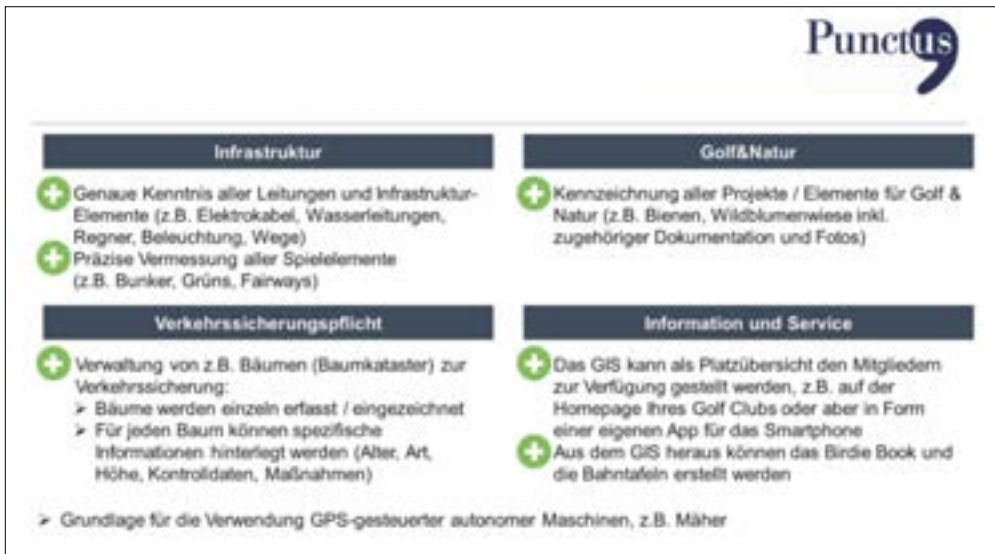 Punctus
Infrastruktur
Genaue Kenntnis aller Leitungen und Infrastruktur-
Elemente (z.B. Elektrokabel, Wasserleitungen,
Regner, Beleuchtung, Wege)
Präzise Vermessung aller Spielelemente
(z.B. Bunker, Grüns, Fairways)
Golf&Natur
Kennzeichnung aller Projekte / Elemente für Golf &
Natur (z.B. Bienen, Wildblumenwiese inkl.
zugehöriger Dokumentation und Fotos)
Verkehrssicherungspflicht
Verwaltung von z.B. Bäumen (Baumkataster) zur
Verkehrssicherung:
➢ Bäume werden einzeln erfasst / eingezeichnet
➢ Für jeden Baum können spezifische
Informationen hinterlegt werden (Alter, Art,
Höhe, Kontrolldaten, Maßnahmen)
Information und Service
Das GIS kann als Platzübersicht den Mitgliedern
zur Verfügung gestellt werden, z.B. auf der
Homepage Ihres Golf Clubs oder aber in Form
einer eigenen App für das Smartphone
Aus dem GIS heraus können das Birdie Book und
die Bahntafeln erstellt werden
➢ Grundlage für die Verwendung GPS-gesteuerter autonomer Maschinen, z.B. Mäher